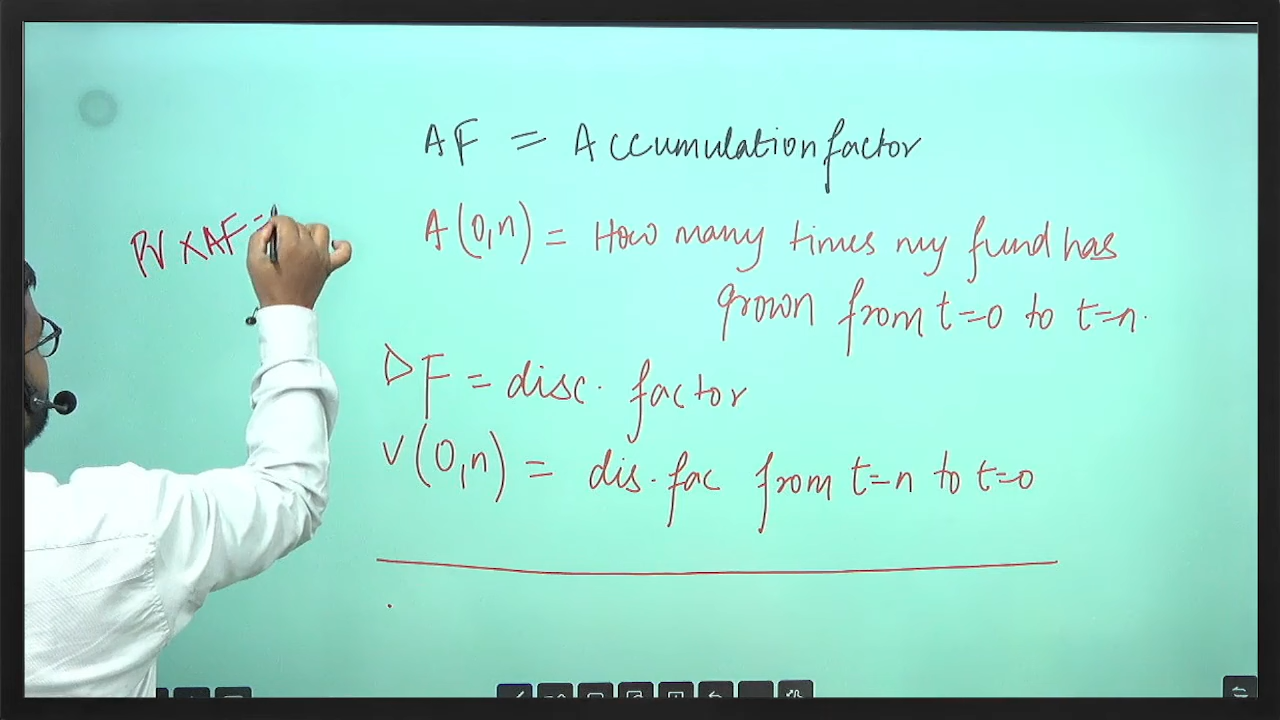 AF = Accumulation factor
PV X AF =
A (0,n) = How many times my fund has
grown from t=0 to t=n.
DF = disc. factor
V (0,n) = dis. fac from t=n to t=0